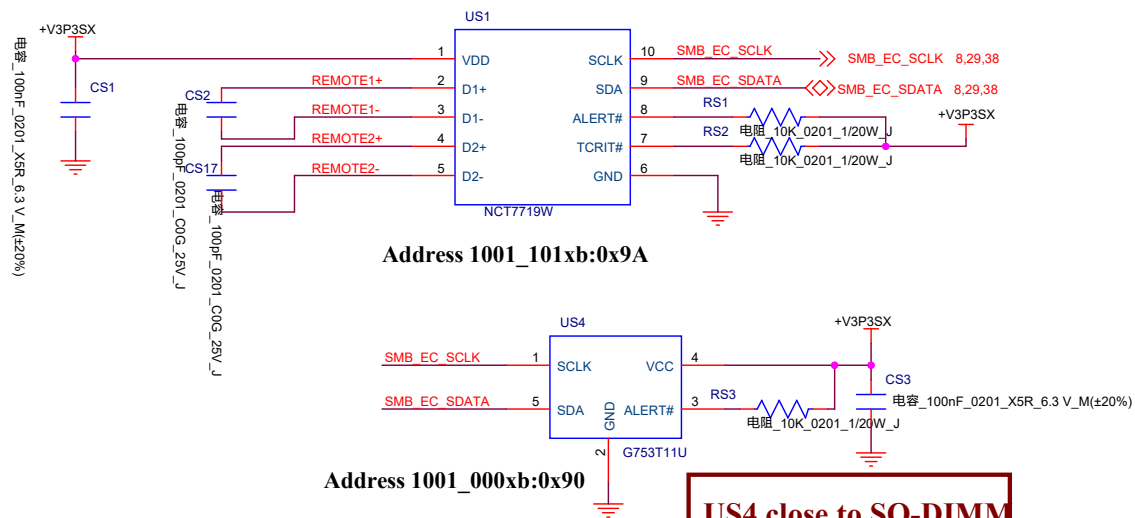 US1
+V3P3SX
1 VDD SCLK 10 SMB_EC_SCLK SMB_EC_SCLK 8,29,38
CS1
REMOTE1+ 2 D1+ SDA 9 SMB_EC_SDATA SMB_EC_SDATA 8,29,38
CS2
REMOTE1- 3 D1- ALERT# 8 RS1
电阻_10K_0201_1/20W_J
+V3P3SX
REMOTE2+ 4 D2+ TCRIT# 7 RS2
电阻_10K_0201_1/20W_J
CS17
REMOTE2- 5 D2- GND 6
NCT7719W
电容_100nF_0201_X5R_6.3 V_M(±20%)
电容_100pF_0201_C0G_25V_J
电容_100pF_0201_C0G_25V_J
Address 1001_101xb:0x9A
US4
+V3P3SX
SMB_EC_SCLK 1 SCLK VCC 4
CS3
SMB_EC_SDATA 5 SDA GND ALERT# 3 RS3
电容_100nF_0201_X5R_6.3 V_M(±20%)
电阻_10K_0201_1/20W_J
2
G753T11U
Address 1001_000xb:0x90
US4 close to SO-DIMM